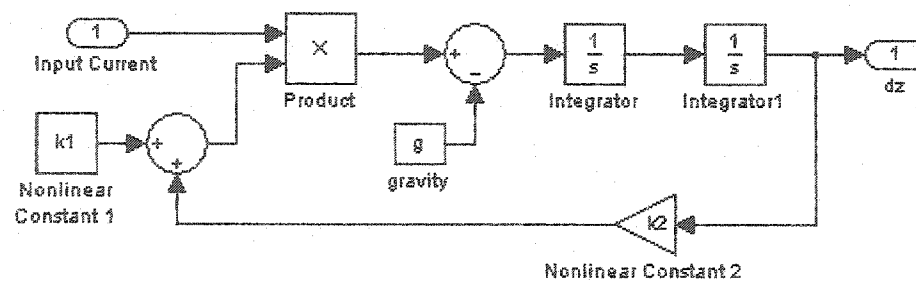 1
Input Current
×
Product
+
−
1
s
Integrator
1
s
Integrator1
1
dz
k1
Nonlinear
Constant 1
+
+
g
gravity
k2
Nonlinear Constant 2